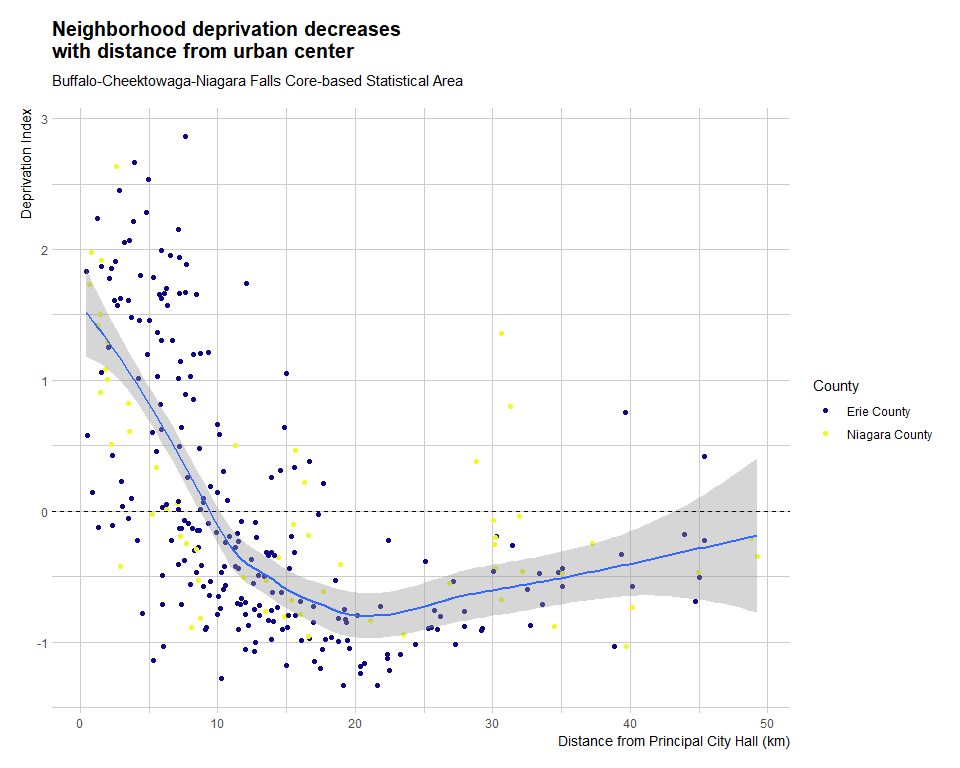 Neighborhood deprivation decreases
with distance from urban center
Buffalo-Cheektowaga-Niagara Falls Core-based Statistical Area
Deprivation Index
3
2
1
0
-1
0
10
20
30
40
50
Distance from Principal City Hall (km)
County
Erie County
Niagara County